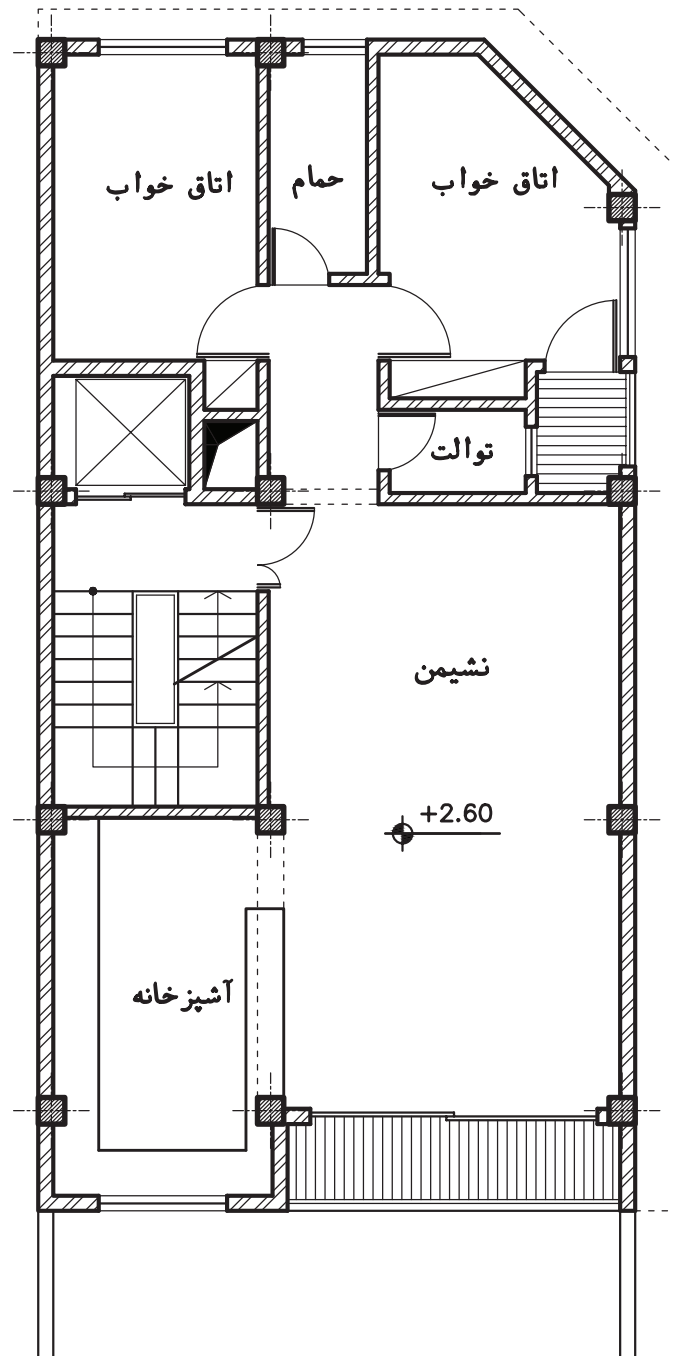 اتاق خواب
حمام
اتاق خواب
توالت
نشیمن
+2.60
آشپزخانه